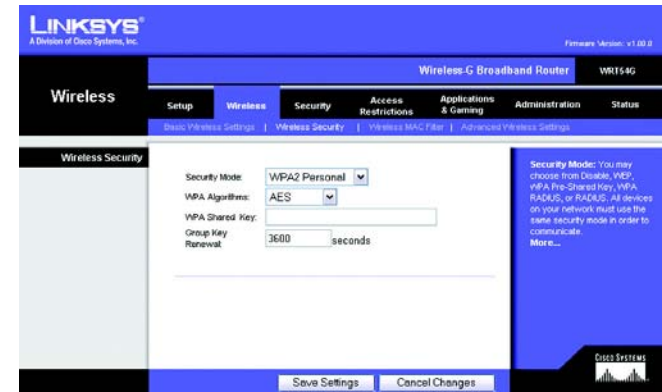 LINKSYS®
A Division of Cisco Systems, Inc.
Firmware Version: v1.00.0
Wireless-G Broadband Router WRT54G
Wireless
Setup Wireless Security Access Restrictions Applications & Gaming Administration Status
Basic Wireless Settings | Wireless Security | Wireless MAC Filter | Advanced Wireless Settings
Wireless Security
Security Mode: WPA2 Personal
WPA Algorithms: AES
WPA Shared Key:
Group Key Renewal: 3600 seconds
Security Mode: You may
choose from Disable, WEP,
WPA Pre-Shared Key, WPA
RADIUS, or RADIUS. All devices
on your network must use the
same security mode in order to
communicate.
More...
Save Settings Cancel Changes
CISCO SYSTEMS